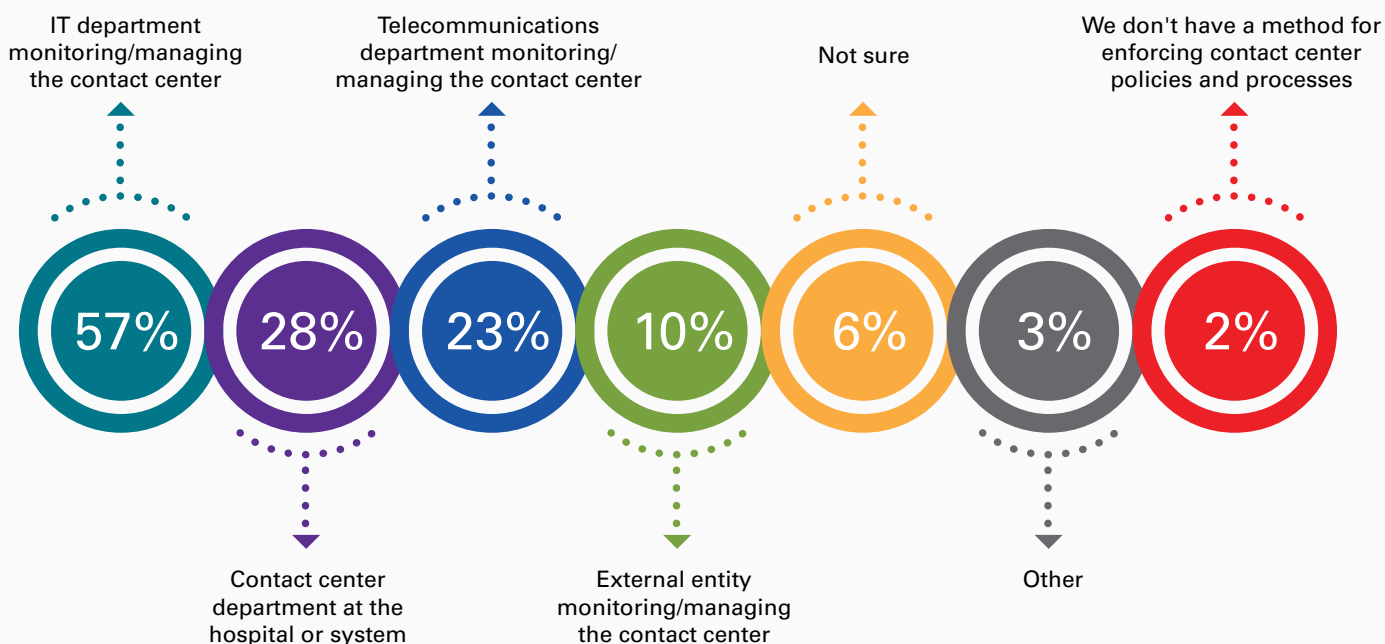 IT department
monitoring/managing
the contact center
Telecommunications
department monitoring/
managing the contact center
Not sure
We don't have a method for
enforcing contact center
policies and processes
57%
28%
23%
10%
6%
3%
2%
Contact center
department at the
hospital or system
External entity
monitoring/managing
the contact center
Other